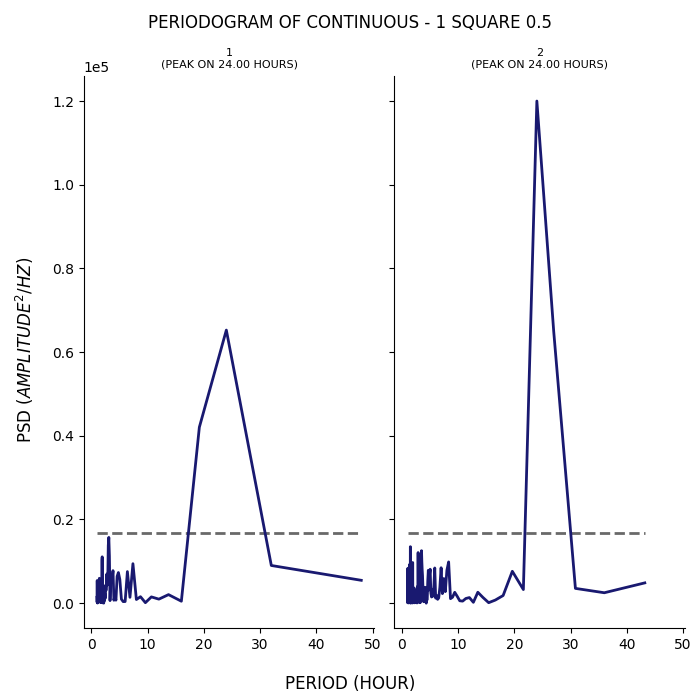 PERIODOGRAM OF CONTINUOUS - 1 SQUARE 0.5
1
(PEAK ON 24.00 HOURS)
2
(PEAK ON 24.00 HOURS)
1e5
1.2
1.0
0.8
0.6
0.4
0.2
0.0
PSD (AMPLITUDE²/HZ)
0 10 20 30 40 50
0 10 20 30 40 50
PERIOD (HOUR)